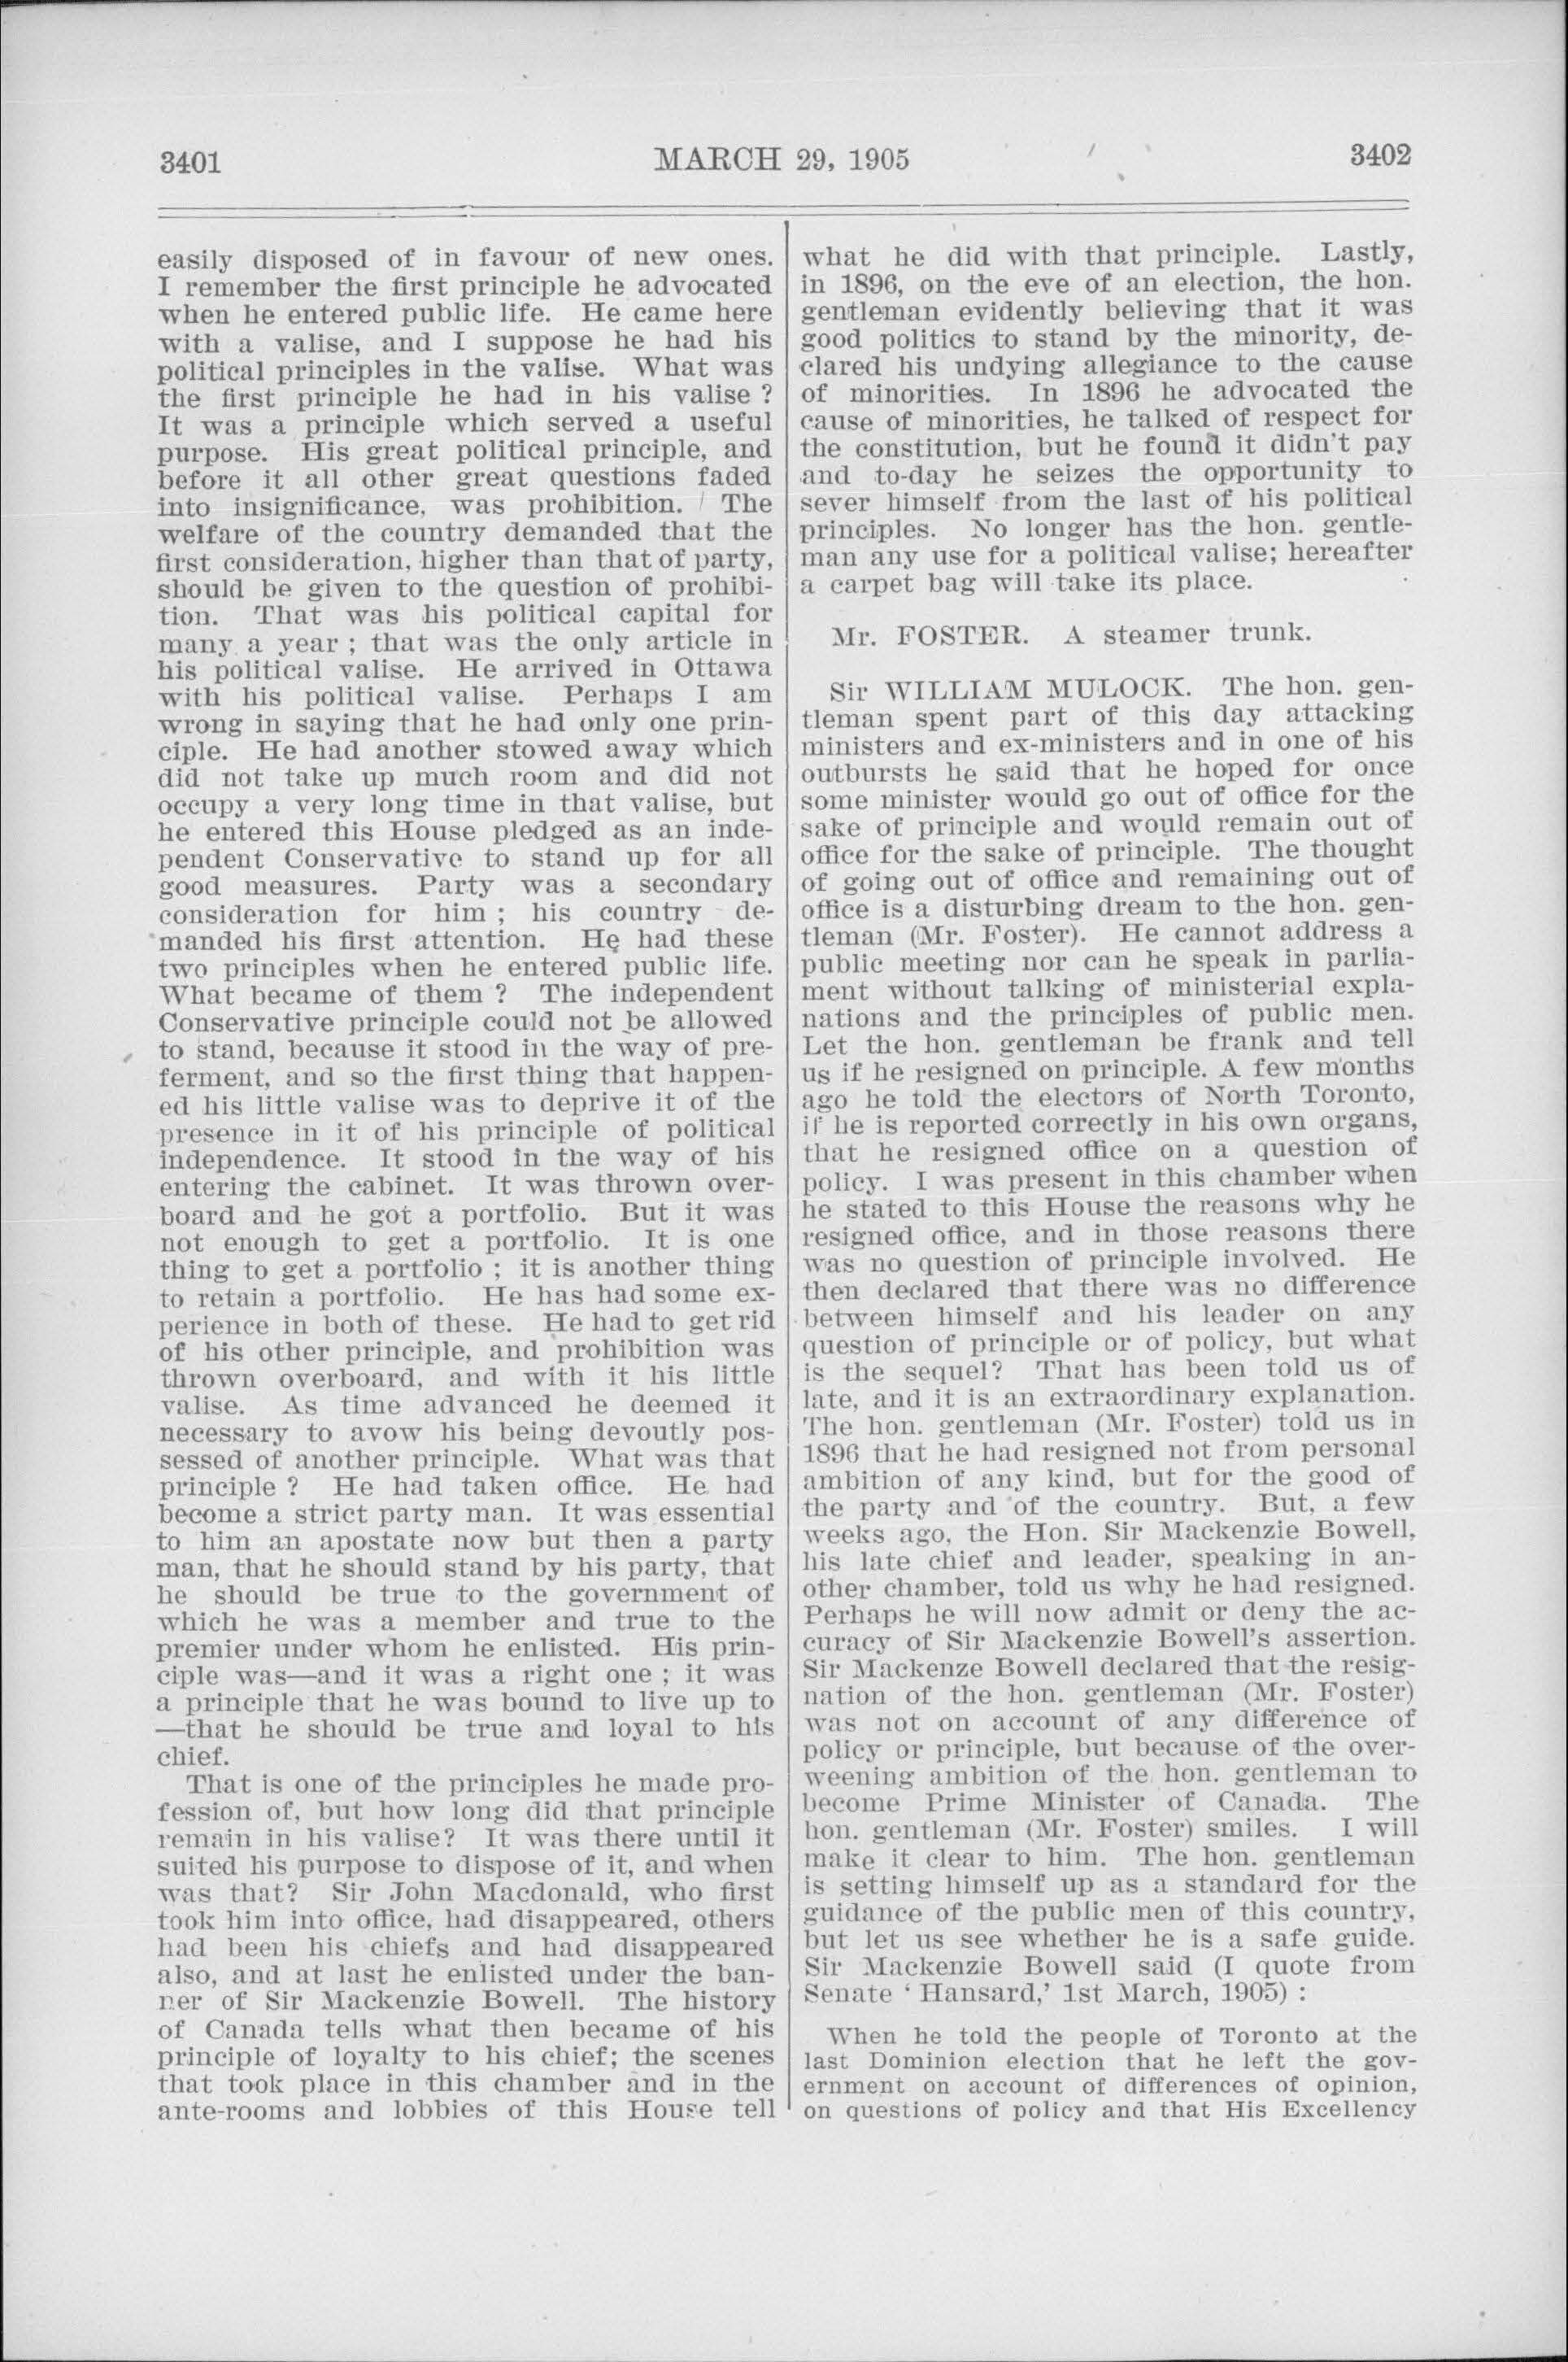 3401
MARCH 29, 1905
3402
easily disposed of in favour of new ones.
I remember the first principle he advocated
when he entered public life. He came here
with a valise, and I suppose he had his
political principles in the valise. What was
the first principle he had in his valise ?
It was a principle which served a useful
purpose. His great political principle, and
before it all other great questions faded
into insignificance, was prohibition. The
welfare of the country demanded that the
first consideration, higher than that of party,
should be given to the question of prohibi-
tion. That was his political capital for
many a year ; that was the only article in
his political valise. He arrived in Ottawa
with his political valise. Perhaps I am
wrong in saying that he had only one prin-
ciple. He had another stowed away which
did not take up much room and did not
occupy a very long time in that valise, but
he entered this House pledged as an inde-
pendent Conservative to stand up for all
good measures. Party was a secondary
consideration for him ; his country de-
manded his first attention. He had these
two principles when he entered public life.
What became of them ? The independent
Conservative principle could not be allowed
to stand, because it stood in the way of pre-
ferment, and so the first thing that happen-
ed his little valise was to deprive it of the
presence in it of his principle of political
independence. It stood in the way of his
entering the cabinet. It was thrown over-
board and he got a portfolio. But it was
not enough to get a portfolio. It is one
thing to get a portfolio ; it is another thing
to retain a portfolio. He has had some ex-
perience in both of these. He had to get rid
of his other principle, and prohibition was
thrown overboard, and with it his little
valise. As time advanced he deemed it
necessary to avow his being devoutly pos-
sessed of another principle. What was that
principle ? He had taken office. He had
become a strict party man. It was essential
to him an apostate now but then a party
man, that he should stand by his party, that
he should be true to the government of
which he was a member and true to the
premier under whom he enlisted. His prin-
ciple was—and it was a right one ; it was
a principle that he was bound to live up to
—that he should be true and loyal to his
chief.
That is one of the principles he made pro-
fession of, but how long did that principle
remain in his valise? It was there until it
suited his purpose to dispose of it, and when
was that? Sir John Macdonald, who first
took him into office, had disappeared, others
had been his chiefs and had disappeared
also, and at last he enlisted under the ban-
ner of Sir Mackenzie Bowell. The history
of Canada tells what then became of his
principle of loyalty to his chief; the scenes
that took place in this chamber and in the
ante-rooms and lobbies of this House tell
what he did with that principle. Lastly,
in 1896, on the eve of an election, the hon.
gentleman evidently believing that it was
good politics to stand by the minority, de-
clared his undying allegiance to the cause
of minorities. In 1896 he advocated the
cause of minorities, he talked of respect for
the constitution, but he found it didn't pay
and to-day he seizes the opportunity to
sever himself from the last of his political
principles. No longer has the hon. gentle-
man any use for a political valise; hereafter
a carpet bag will take its place.
Mr. FOSTER. A steamer trunk.
Sir WILLIAM MULOCK. The hon. gen-
tleman spent part of this day attacking
ministers and ex-ministers and in one of his
outbursts he said that he hoped for once
some minister would go out of office for the
sake of principle and would remain out of
office for the sake of principle. The thought
of going out of office and remaining out of
office is a disturbing dream to the hon. gen-
tleman (Mr. Foster). He cannot address a
public meeting nor can he speak in parlia-
ment without talking of ministerial expla-
nations and the principles of public men.
Let the hon. gentleman be frank and tell
us if he resigned on principle. A few months
ago he told the electors of North Toronto,
if he is reported correctly in his own organs,
that he resigned office on a question of
policy. I was present in this chamber when
he stated to this House the reasons why he
resigned office, and in those reasons there
was no question of principle involved. He
then declared that there was no difference
between himself and his leader on any
question of principle or of policy, but what
is the sequel? That has been told us of
late, and it is an extraordinary explanation.
The hon. gentleman (Mr. Foster) told us in
1896 that he had resigned not from personal
ambition of any kind, but for the good of
the party and of the country. But, a few
weeks ago, the Hon. Sir Mackenzie Bowell,
his late chief and leader, speaking in an-
other chamber, told us why he had resigned.
Perhaps he will now admit or deny the ac-
curacy of Sir Mackenzie Bowell's assertion.
Sir Mackenze Bowell declared that the resig-
nation of the hon. gentleman (Mr. Foster)
was not on account of any difference of
policy or principle, but because of the over-
weening ambition of the hon. gentleman to
become Prime Minister of Canada. The
hon. gentleman (Mr. Foster) smiles. I will
make it clear to him. The hon. gentleman
is setting himself up as a standard for the
guidance of the public men of this country,
but let us see whether he is a safe guide.
Sir Mackenzie Bowell said (I quote from
Senate ‘ Hansard,’ 1st March, 1905) :
When he told the people of Toronto at the
last Dominion election that he left the gov-
ernment on account of differences of opinion,
on questions of policy and that His Excellency